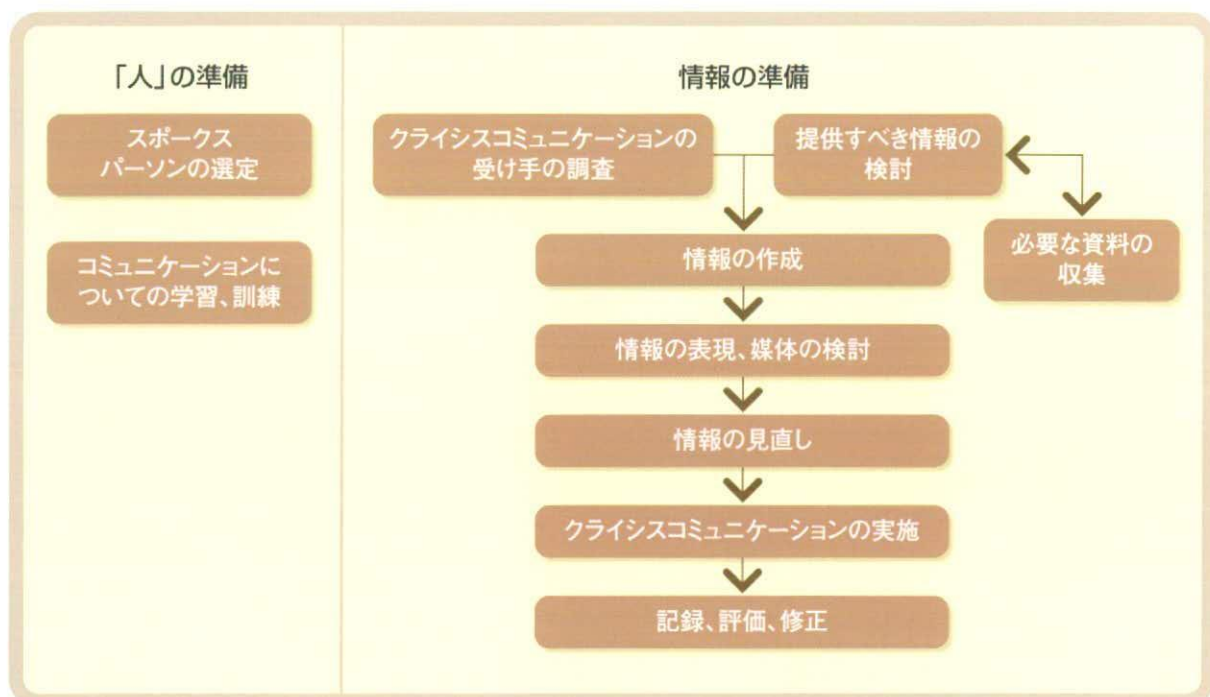 「人」の準備
スポークス
パーソンの選定
コミュニケーションに
ついての学習、訓練
情報の準備
クライシスコミュニケーションの
受け手の調査
提供すべき情報の
検討
必要な資料の
収集
情報の作成
情報の表現、媒体の検討
情報の見直し
クライシスコミュニケーションの実施
記録、評価、修正